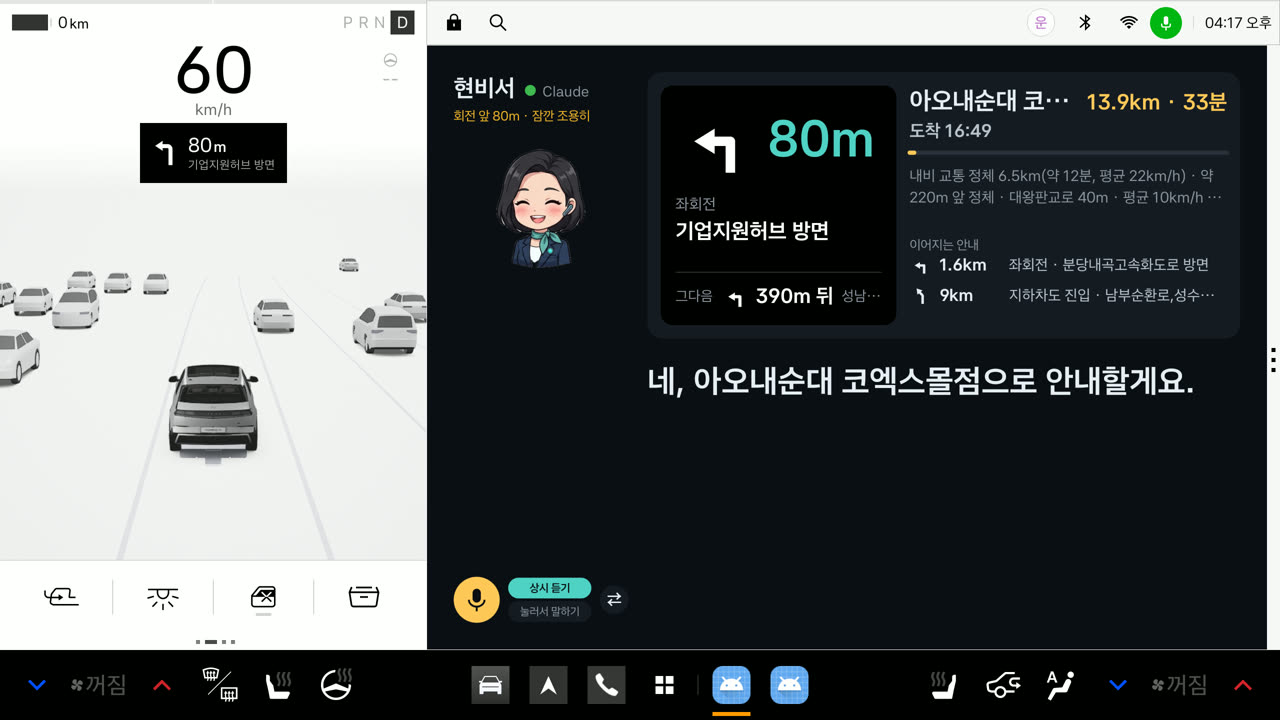 0km
P R N D
60
km/h
80m
기업지원허브 방면
운
04:17 오후
현비서
Claude
회전 앞 80m · 잠깐 조용히
80m
좌회전
기업지원허브 방면
그다음 390m 뒤 성남…
아오내순대 코… 13.9km · 33분
도착 16:49
내비 교통 정체 6.5km(약 12분, 평균 22km/h) · 약
220m 앞 정체 · 대왕판교로 40m · 평균 10km/h …
이어지는 안내
1.6km 좌회전 · 분당내곡고속화도로 방면
9km 지하차도 진입 · 남부순환로,성수…
네, 아오내순대 코엑스몰점으로 안내할게요.
상시 듣기
눌러서 말하기
꺼짐
A
꺼짐